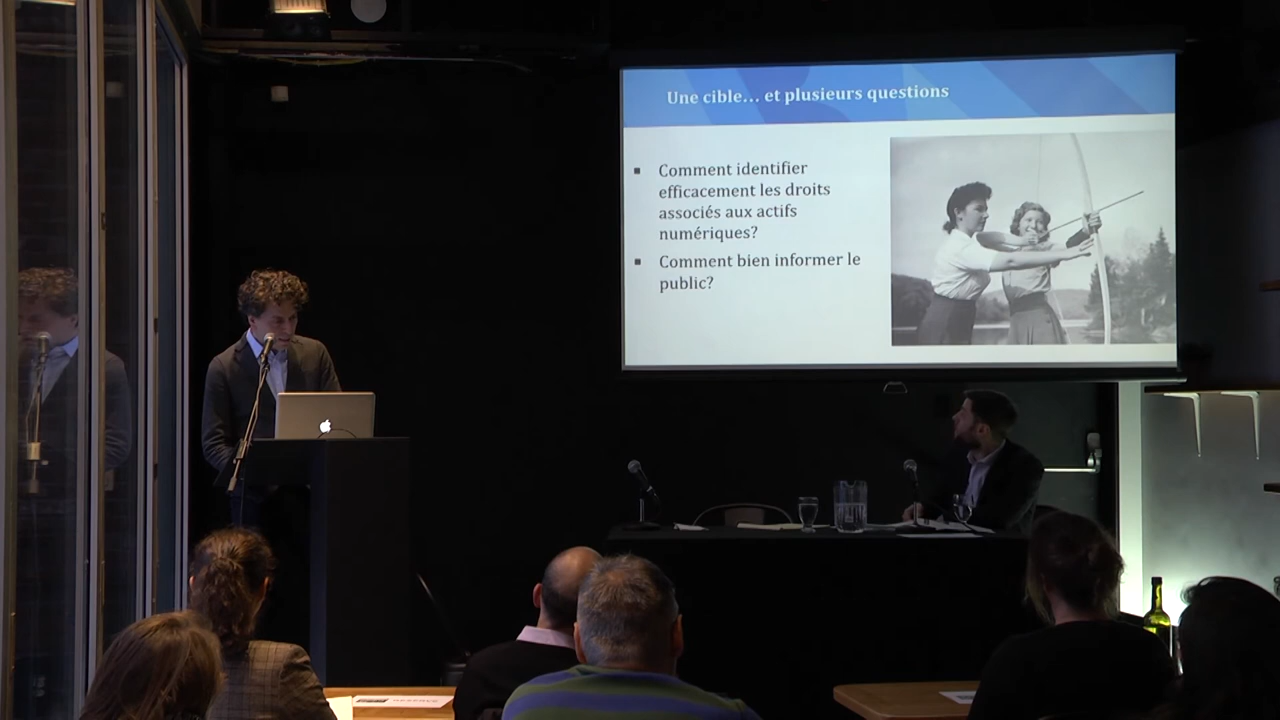 Une cible… et plusieurs questions
▪ Comment identifier
efficacement les droits
associés aux actifs
numériques?
▪ Comment bien informer le
public?